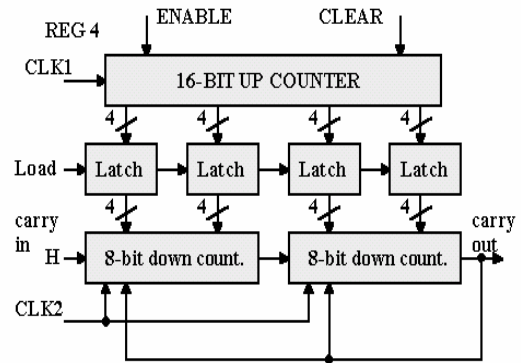 ENABLE CLEAR
REG 4
CLK1
16-BIT UP COUNTER
4 4 4 4
Load Latch Latch Latch Latch
4 4 4 4
carry in
carry out
H 8-bit down count. 8-bit down count.
CLK2